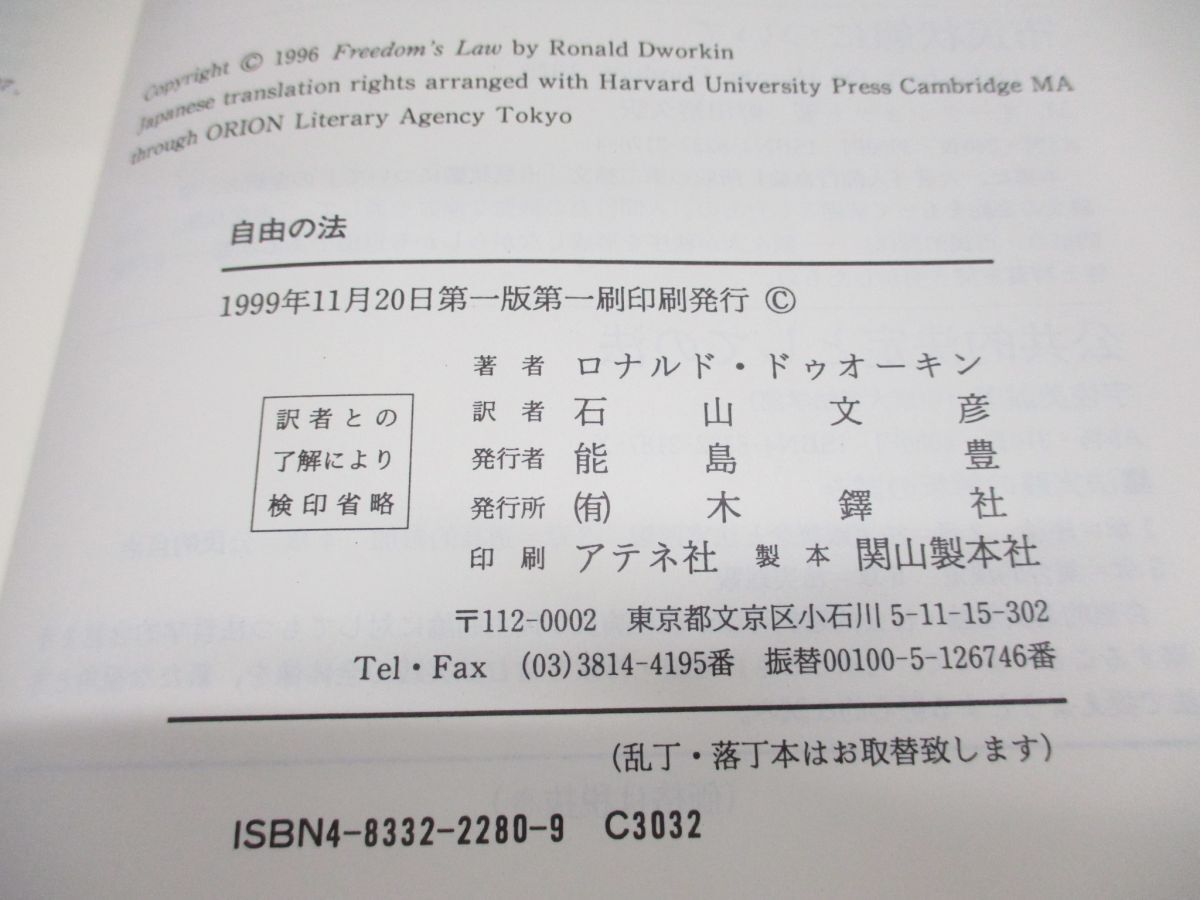 Copyright © 1996 Freedom's Law by Ronald Dworkin
Japanese translation rights arranged with Harvard University Press Cambridge MA
through ORION Literary Agency Tokyo
自由の法
1999年11月20日第一版第一刷印刷発行 ©
訳者との
了解により
検印省略
著者 ロナルド・ドゥオーキン
訳者 石山文彦
発行者 能島豊
発行所 ㈲木鐸社
印刷 アテネ社 製本 関山製本社
〒112-0002 東京都文京区小石川5-11-15-302
Tel・Fax (03)3814-4195番 振替00100-5-126746番
(乱丁・落丁本はお取替致します)
ISBN4-8332-2280-9 C3032